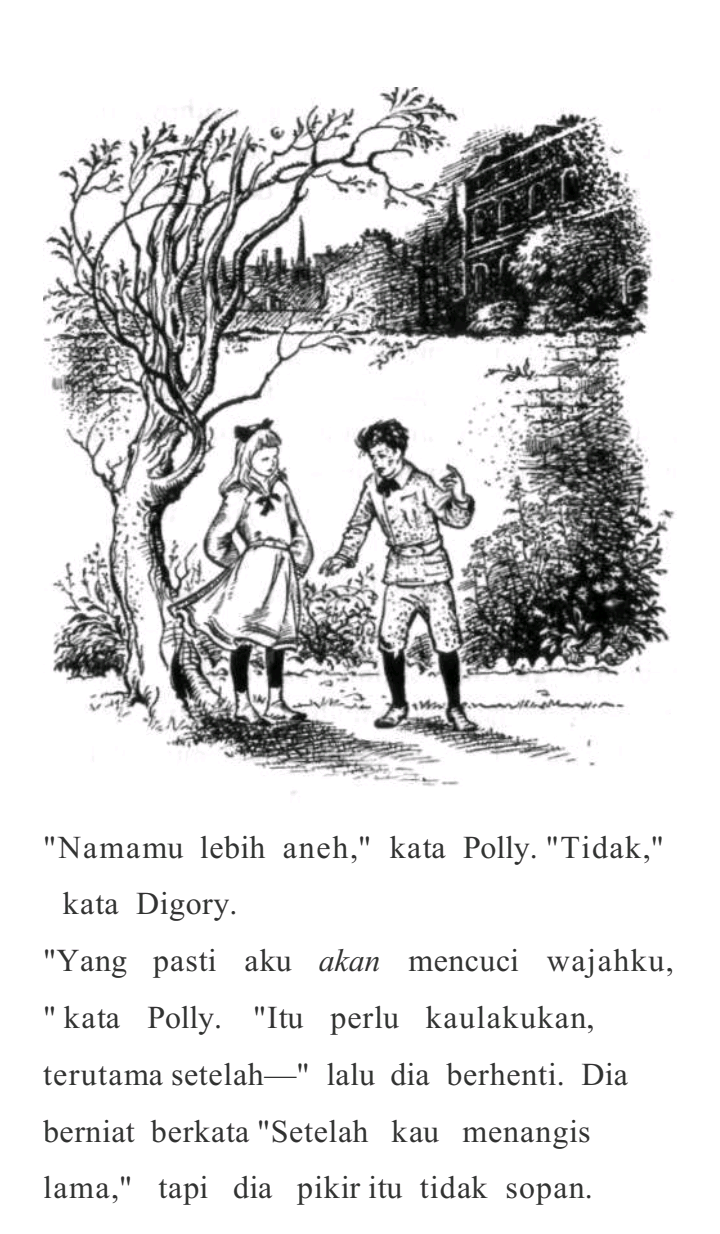 "Namamu lebih aneh," kata Polly. "Tidak,"
kata Digory.
"Yang pasti aku akan mencuci wajahku,
" kata Polly. "Itu perlu kaulakukan,
terutama setelah—" lalu dia berhenti. Dia
berniat berkata "Setelah kau menangis
lama," tapi dia pikir itu tidak sopan.